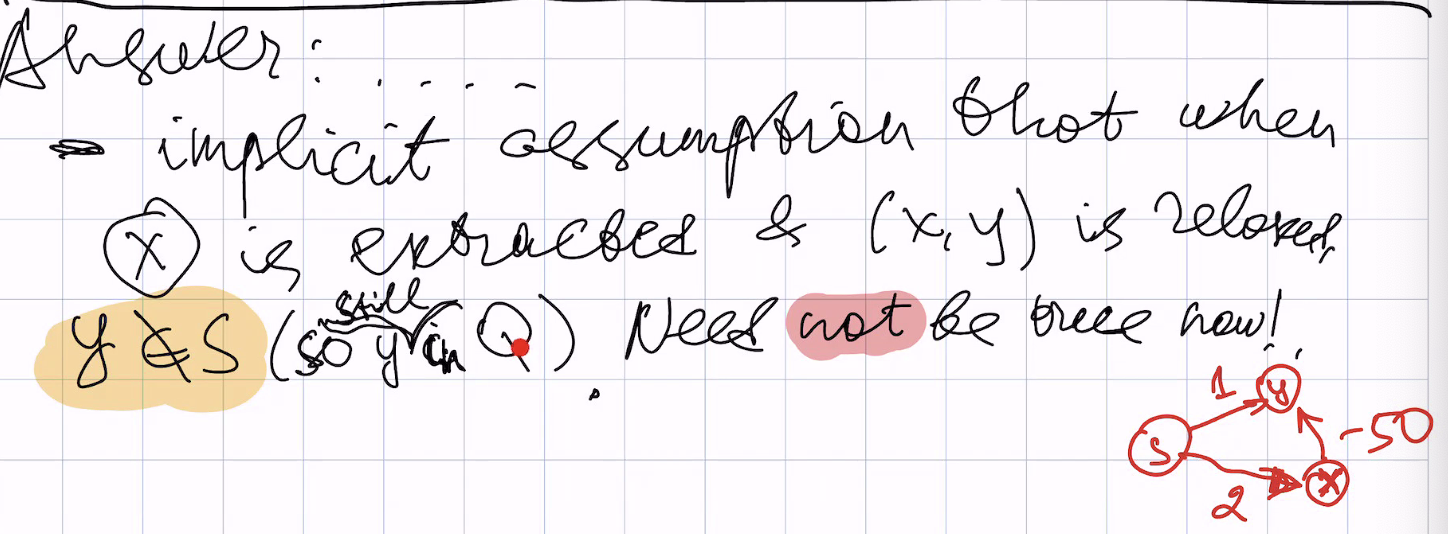 Answer: . . . . .
- implicit assumption that when
(X) is extracted & (x, y) is relaxed,
y ∉ S (so y still in Q). Need not be true now!
1 y
S -50
2 x